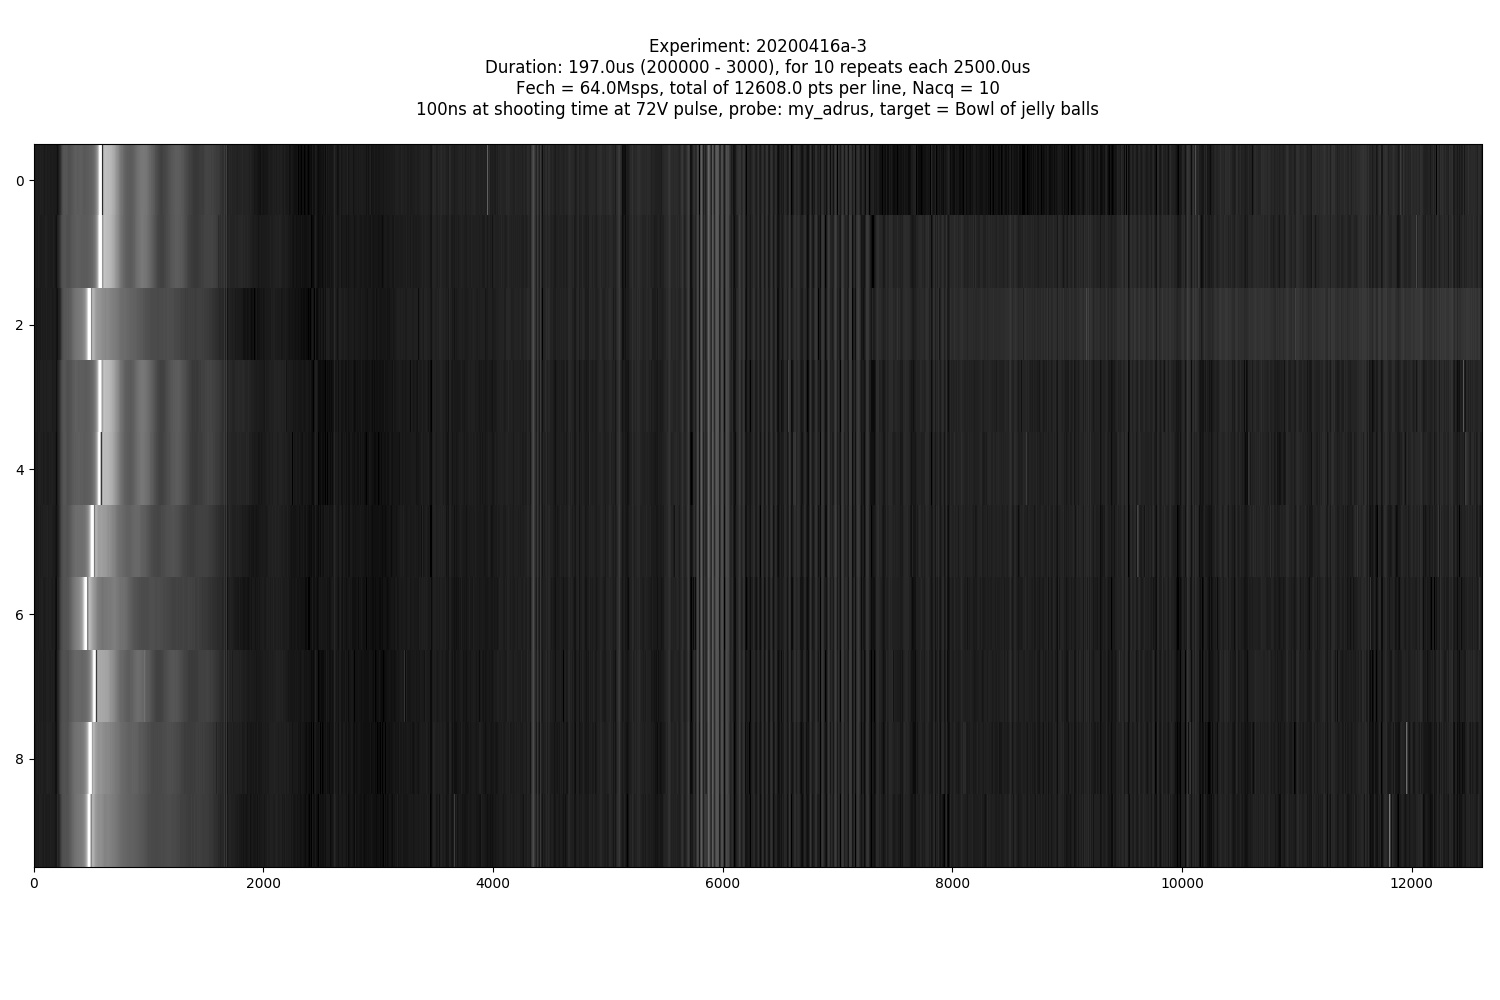 Experiment: 20200416a-3
Duration: 197.0us (200000 - 3000), for 10 repeats each 2500.0us
Fech = 64.0Msps, total of 12608.0 pts per line, Nacq = 10
100ns at shooting time at 72V pulse, probe: my_adrus, target = Bowl of jelly balls
0
2
4
6
8
0 2000 4000 6000 8000 10000 12000